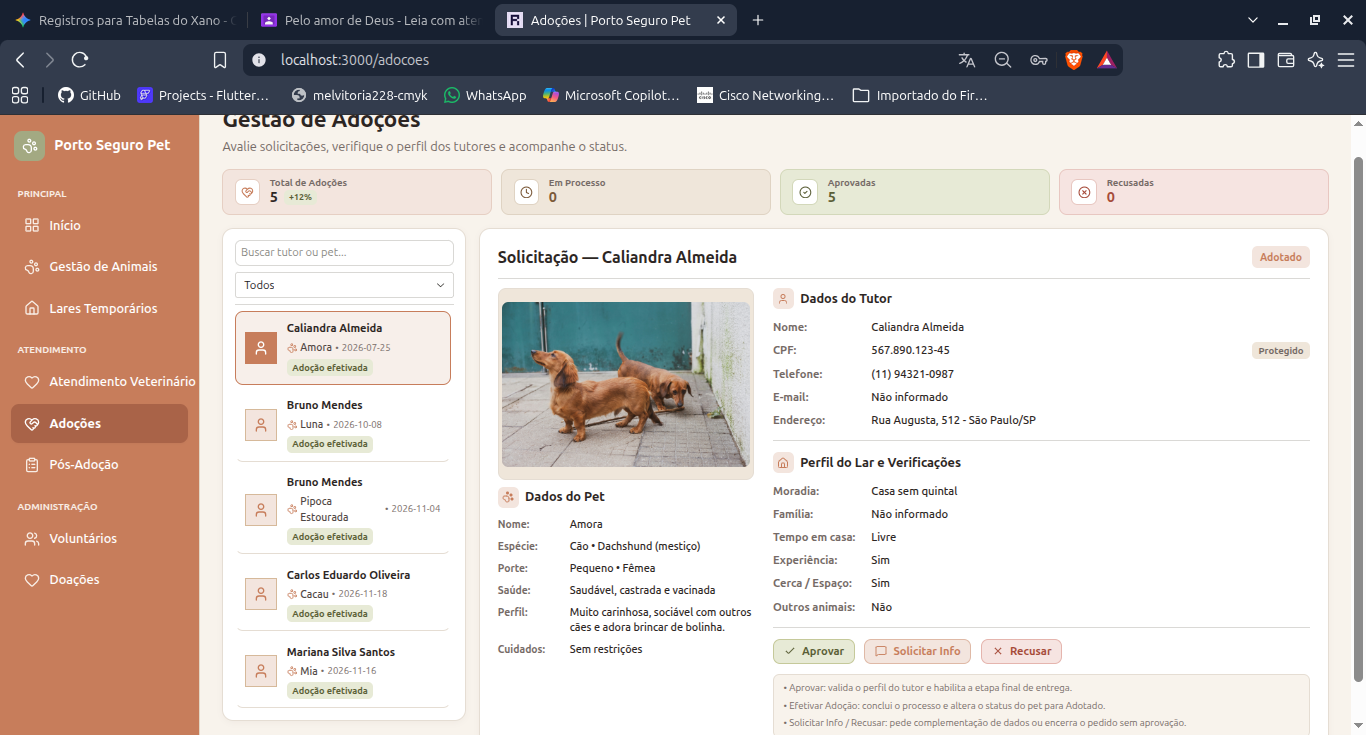 Registros para Tabelas do Xano -
Pelo amor de Deus - Leia com aten
Adoções | Porto Seguro Pet
localhost:3000/adocoes
GitHub
Projects - Flutter...
melvitoria228-cmyk
WhatsApp
Microsoft Copilot...
Cisco Networking...
Importado do Fir...
Porto Seguro Pet
PRINCIPAL
Início
Gestão de Animais
Lares Temporários
ATENDIMENTO
Atendimento Veterinário
Adoções
Pós-Adoção
ADMINISTRAÇÃO
Voluntários
Doações
Gestão de Adoções
Avalie solicitações, verifique o perfil dos tutores e acompanhe o status.
Total de Adoções
5 +12%
Em Processo
0
Aprovadas
5
Recusadas
0
Buscar tutor ou pet...
Todos
Caliandra Almeida
Amora • 2026-07-25
Adoção efetivada
Bruno Mendes
Luna • 2026-10-08
Adoção efetivada
Bruno Mendes
Pipoca Estourada • 2026-11-04
Adoção efetivada
Carlos Eduardo Oliveira
Cacau • 2026-11-18
Adoção efetivada
Mariana Silva Santos
Mia • 2026-11-16
Adoção efetivada
Solicitação — Caliandra Almeida
Adotado
Dados do Pet
Nome: Amora
Espécie: Cão • Dachshund (mestiço)
Porte: Pequeno • Fêmea
Saúde: Saudável, castrada e vacinada
Perfil: Muito carinhosa, sociável com outros
cães e adora brincar de bolinha.
Cuidados: Sem restrições
Dados do Tutor
Nome: Caliandra Almeida
CPF: 567.890.123-45 Protegido
Telefone: (11) 94321-0987
E-mail: Não informado
Endereço: Rua Augusta, 512 - São Paulo/SP
Perfil do Lar e Verificações
Moradia: Casa sem quintal
Família: Não informado
Tempo em casa: Livre
Experiência: Sim
Cerca / Espaço: Sim
Outros animais: Não
Aprovar
Solicitar Info
Recusar
• Aprovar: valida o perfil do tutor e habilita a etapa final de entrega.
• Efetivar Adoção: conclui o processo e altera o status do pet para Adotado.
• Solicitar Info / Recusar: pede complementação de dados ou encerra o pedido sem aprovação.